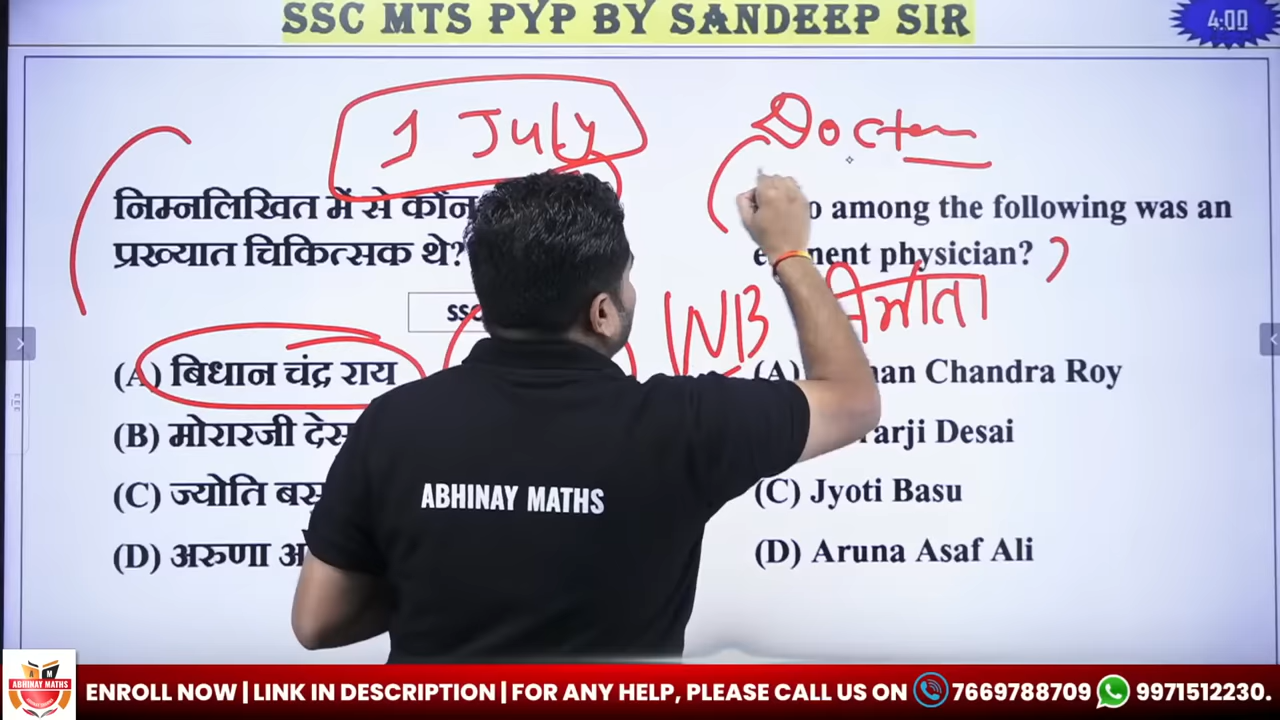 SSC MTS PYP BY SANDEEP SIR
4:00
1 July
Doctor
निम्नलिखित में से कौन
प्रख्यात चिकित्सक थे?
among the following was an
physician?
WB निर्माता
(A) बिधान चंद्र राय
(B) मोरारजी
(C) ज्योति
(D) अरुणा
(A) Chandra Roy
Desai
(C) Jyoti Basu
(D) Aruna Asaf Ali
ABHINAY MATHS
A M
ABHINAY MATHS
ENROLL NOW | LINK IN DESCRIPTION | FOR ANY HELP, PLEASE CALL US ON 7669788709 9971512230.